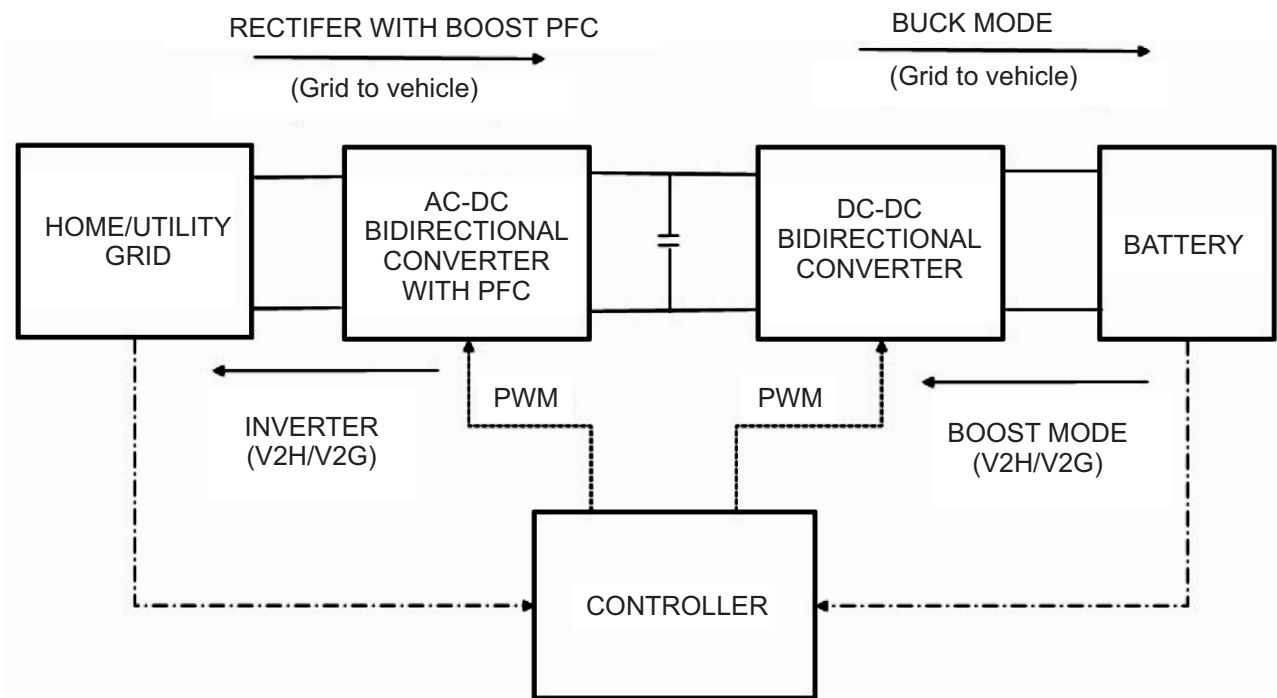 RECTIFER WITH BOOST PFC
(Grid to vehicle)
BUCK MODE
(Grid to vehicle)
HOME/UTILITY
GRID
AC-DC
BIDIRECTIONAL
CONVERTER
WITH PFC
DC-DC
BIDIRECTIONAL
CONVERTER
BATTERY
INVERTER
(V2H/V2G)
PWM
PWM
BOOST MODE
(V2H/V2G)
CONTROLLER